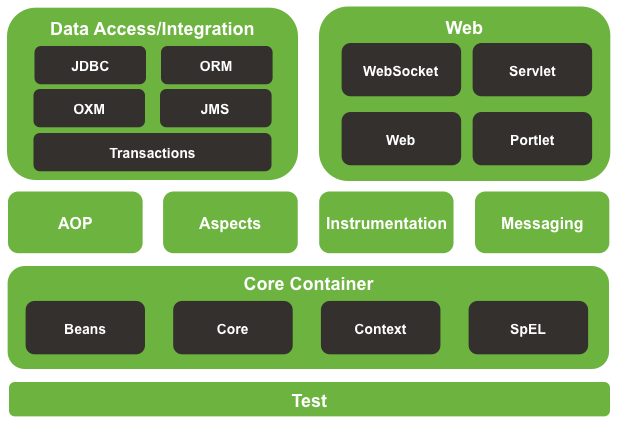 Data Access/Integration
JDBC
ORM
OXM
JMS
Transactions
Web
WebSocket
Servlet
Web
Portlet
AOP
Aspects
Instrumentation
Messaging
Core Container
Beans
Core
Context
SpEL
Test